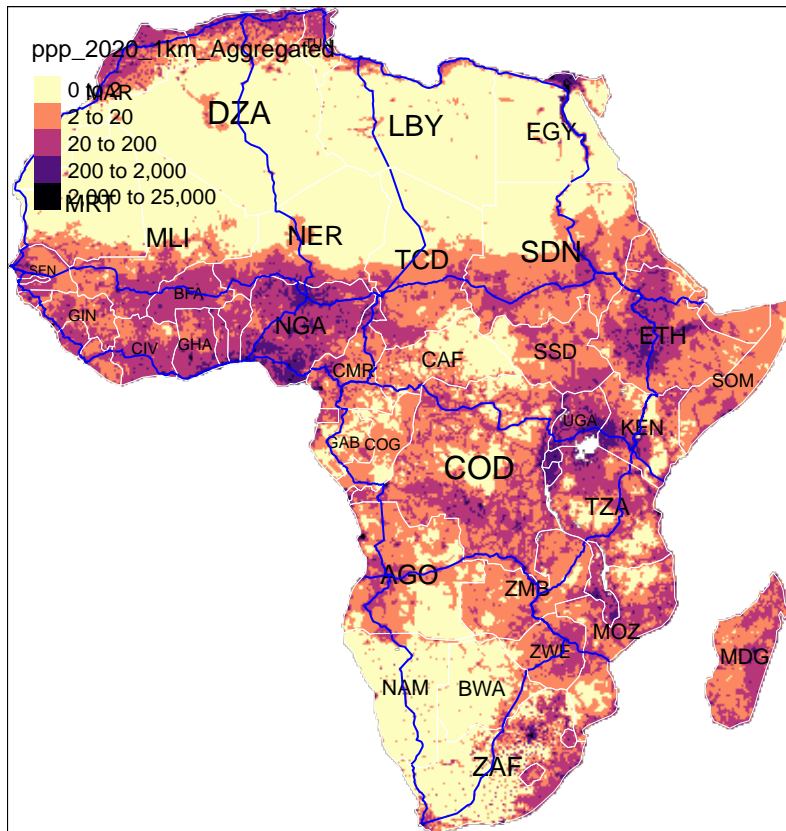 TUN
ppp_2020_1km_Aggregated
0 to 2
MAR
2 to 20
20 to 200
200 to 2,000
2,000 to 25,000
MRT
DZA
LBY
EGY
MLI
NER
TCD
SDN
SEN
BFA
GIN
NGA
CIV
GHA
ETH
CMR
CAF
SSD
SOM
UGA
KEN
GAB
COG
COD
TZA
AGO
ZMB
MOZ
ZWE
MDG
NAM
BWA
ZAF